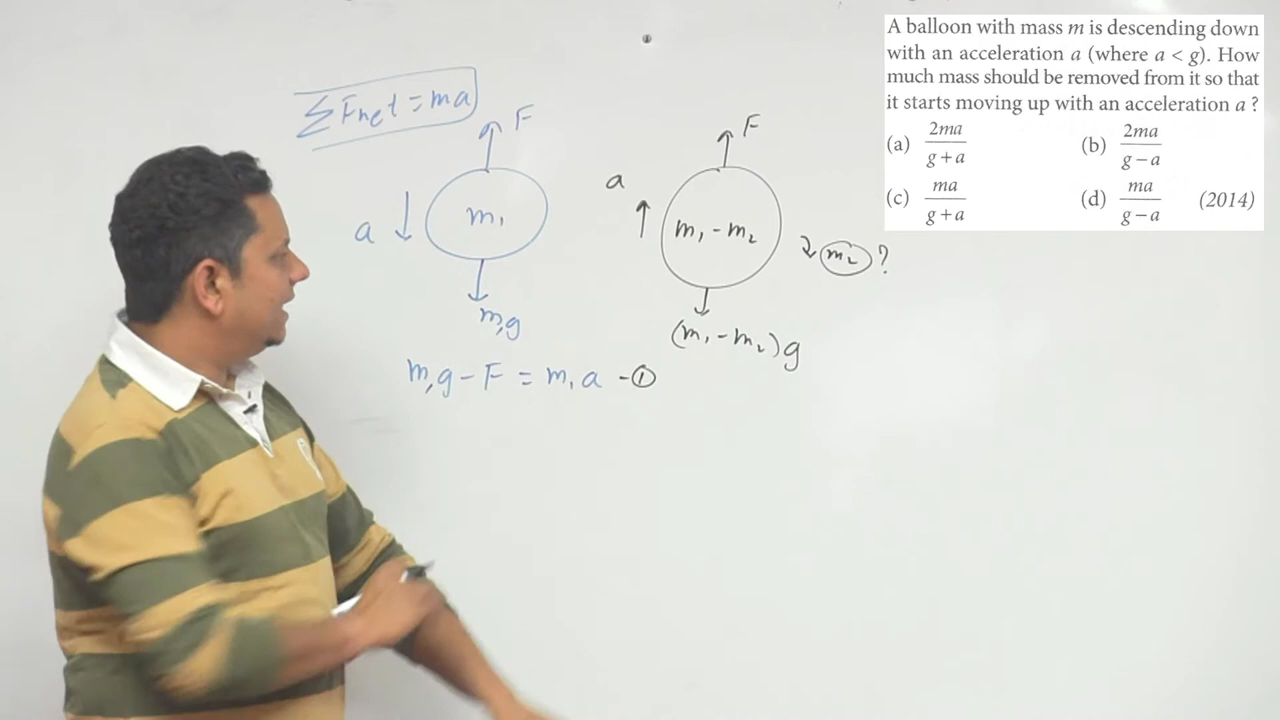 A balloon with mass m is descending down
with an acceleration a (where a < g). How
much mass should be removed from it so that
it starts moving up with an acceleration a ?
(a) 2ma/g + a (b) 2ma/g − a
(c) ma/g + a (d) ma/g − a (2014)
ΣFnet = ma
F
a ↓ m₁
m₁g
m₁g − F = m₁a − ①
F
a ↑ m₁ − m₂
m₂ ?
(m₁ − m₂)g